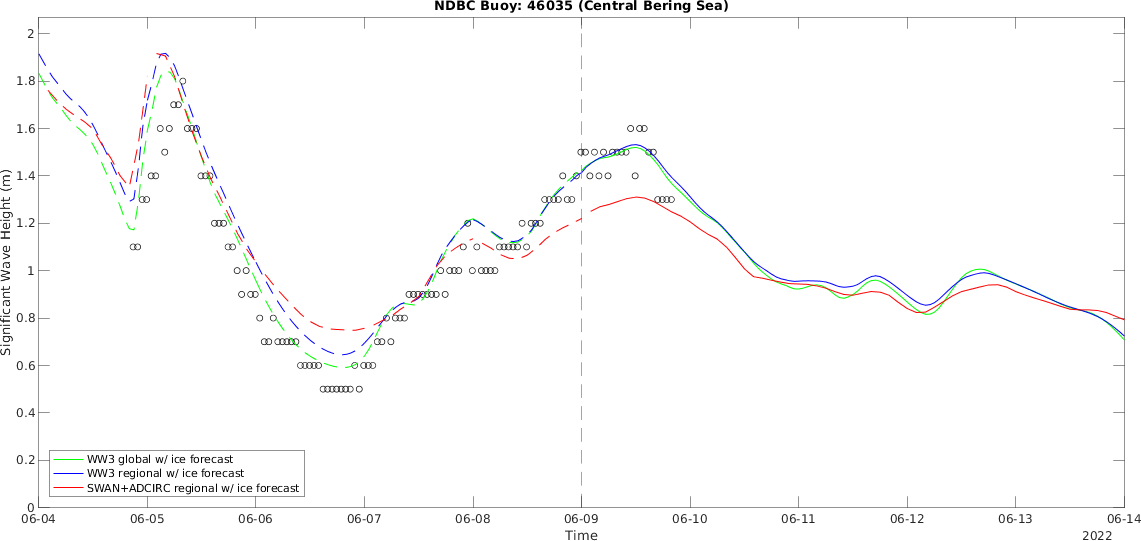 NDBC Buoy: 46035 (Central Bering Sea)
2
1.8
1.6
1.4
1.2
1
0.8
0.6
0.4
0.2
0
Significant Wave Height (m)
WW3 global w/ ice forecast
WW3 regional w/ ice forecast
SWAN+ADCIRC regional w/ ice forecast
06-04 06-05 06-06 06-07 06-08 06-09 06-10 06-11 06-12 06-13 06-14
Time
2022